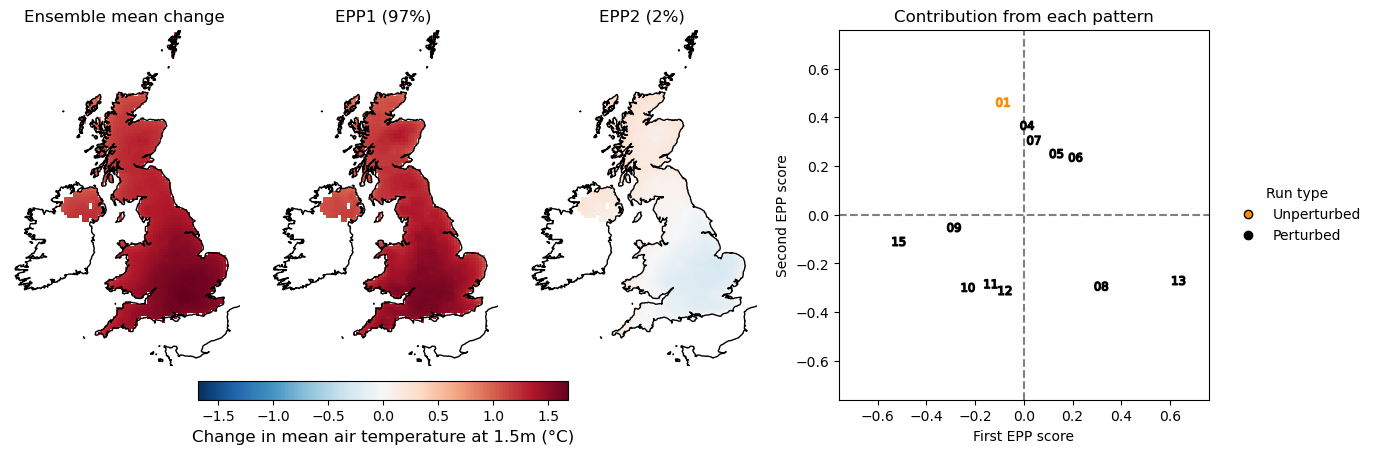 Ensemble mean change
EPP1 (97%)
EPP2 (2%)
Contribution from each pattern
−1.5 −1.0 −0.5 0.0 0.5 1.0 1.5
Change in mean air temperature at 1.5m (°C)
Second EPP score
0.6
0.4
0.2
0.0
−0.2
−0.4
−0.6
01
04
07
05
06
09
15
10
11
12
08
13
−0.6 −0.4 −0.2 0.0 0.2 0.4 0.6
First EPP score
Run type
Unperturbed
Perturbed